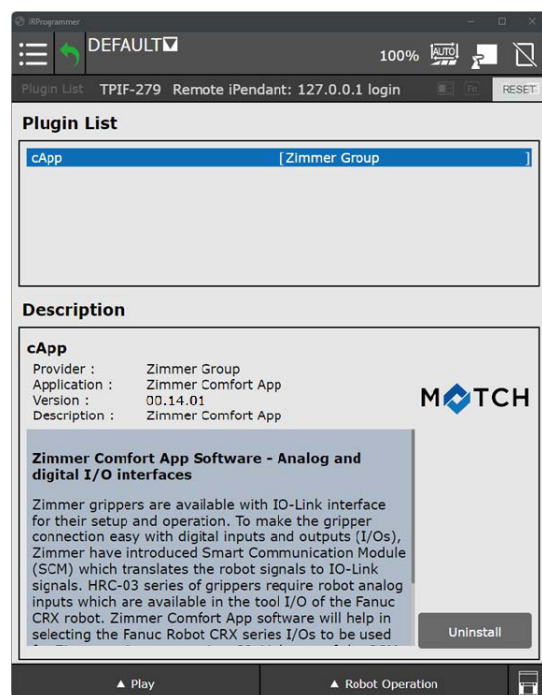 iRProgrammer
DEFAULT
100%
AUTO
Plugin List TPIF-279 Remote iPendant: 127.0.0.1 login Fn RESET
Plugin List
cApp [Zimmer Group ]
Description
cApp
Provider : Zimmer Group
Application : Zimmer Comfort App
Version : 00.14.01
Description : Zimmer Comfort App
MATCH
Zimmer Comfort App Software - Analog and
digital I/O interfaces
Zimmer grippers are available with IO-Link interface
for their setup and operation. To make the gripper
connection easy with digital inputs and outputs (I/Os),
Zimmer have introduced Smart Communication Module
(SCM) which translates the robot signals to IO-Link
signals. HRC-03 series of grippers require robot analog
inputs which are available in the tool I/O of the Fanuc
CRX robot. Zimmer Comfort App software will help in
selecting the Fanuc Robot CRX series I/Os to be used
Uninstall
▲ Play ▲ Robot Operation